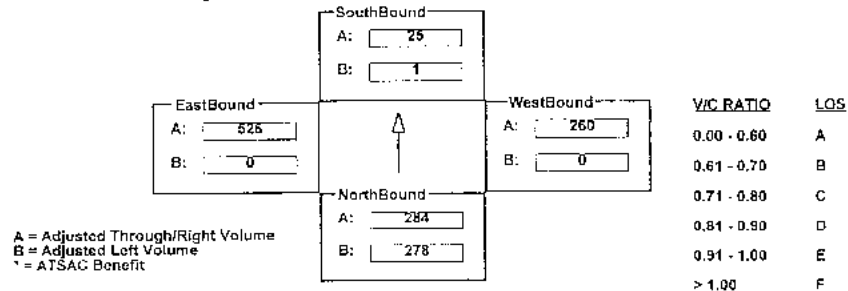 SouthBound
A: 25
B: 1
EastBound
A: 526
B: 0
WestBound
A: 260
B: 0
NorthBound
A: 284
B: 278
A = Adjusted Through/Right Volume
B = Adjusted Left Volume
* = ATSAC Benefit
V/C RATIO LOS
0.00 - 0.60 A
0.61 - 0.70 B
0.71 - 0.80 C
0.81 - 0.90 D
0.91 - 1.00 E
> 1.00 F